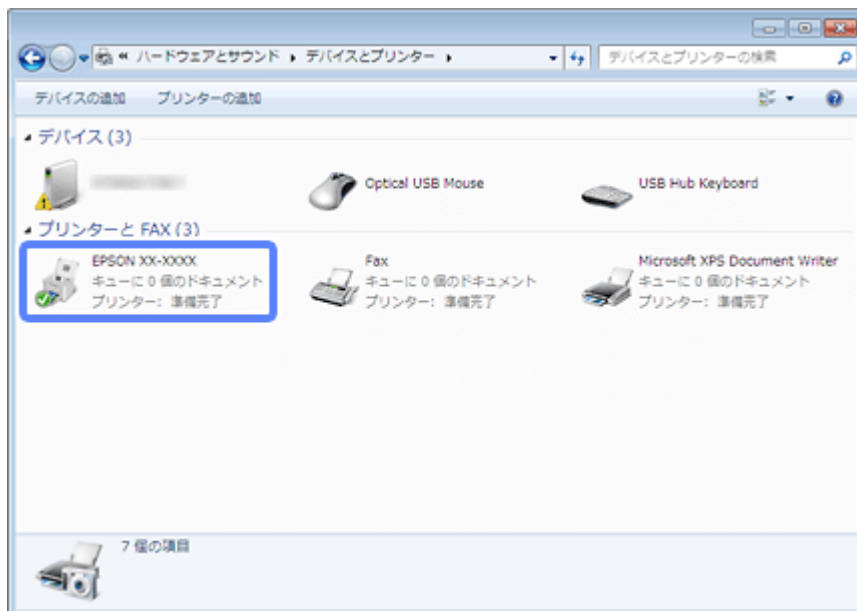 « ハードウェアとサウンド ▸ デバイスとプリンター ▸
デバイスとプリンターの検索
デバイスの追加 プリンターの追加
デバイス (3)
Optical USB Mouse
USB Hub Keyboard
プリンターと FAX (3)
EPSON XX-XXXX
キューに 0 個のドキュメント
プリンター: 準備完了
Fax
キューに 0 個のドキュメント
プリンター: 準備完了
Microsoft XPS Document Writer
キューに 0 個のドキュメント
プリンター: 準備完了
7 個の項目